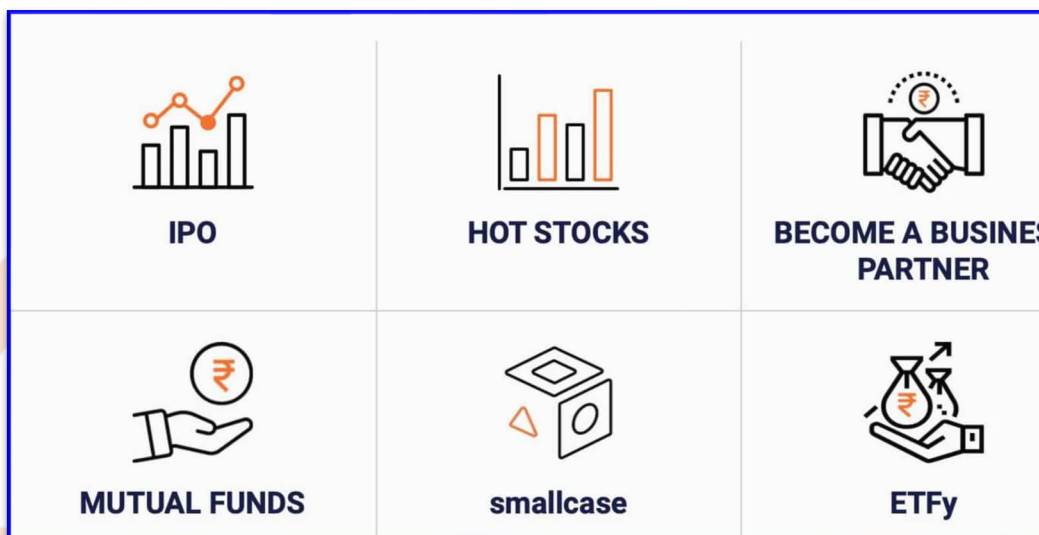 IPO
HOT STOCKS
BECOME A BUSINES
PARTNER
₹
₹
₹
MUTUAL FUNDS
smallcase
ETFy